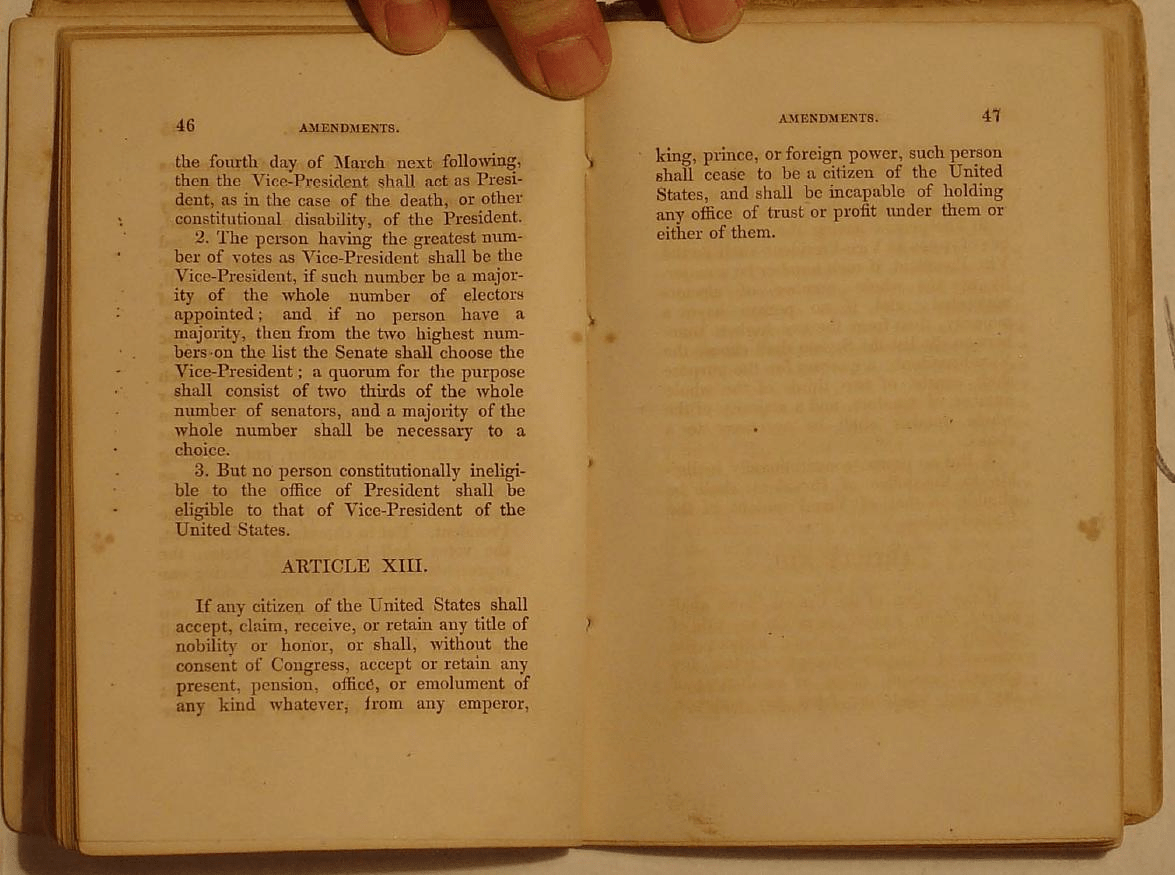 46 AMENDMENTS.
the fourth day of March next following,
then the Vice-President shall act as Presi-
dent, as in the case of the death, or other
constitutional disability, of the President.
2. The person having the greatest num-
ber of votes as Vice-President shall be the
Vice-President, if such number be a major-
ity of the whole number of electors
appointed; and if no person have a
majority, then from the two highest num-
bers on the list the Senate shall choose the
Vice-President; a quorum for the purpose
shall consist of two thirds of the whole
number of senators, and a majority of the
whole number shall be necessary to a
choice.
3. But no person constitutionally ineligi-
ble to the office of President shall be
eligible to that of Vice-President of the
United States.
ARTICLE XIII.
If any citizen of the United States shall
accept, claim, receive, or retain any title of
nobility or honor, or shall, without the
consent of Congress, accept or retain any
present, pension, office, or emolument of
any kind whatever, from any emperor,
AMENDMENTS. 47
king, prince, or foreign power, such person
shall cease to be a citizen of the United
States, and shall be incapable of holding
any office of trust or profit under them or
either of them.